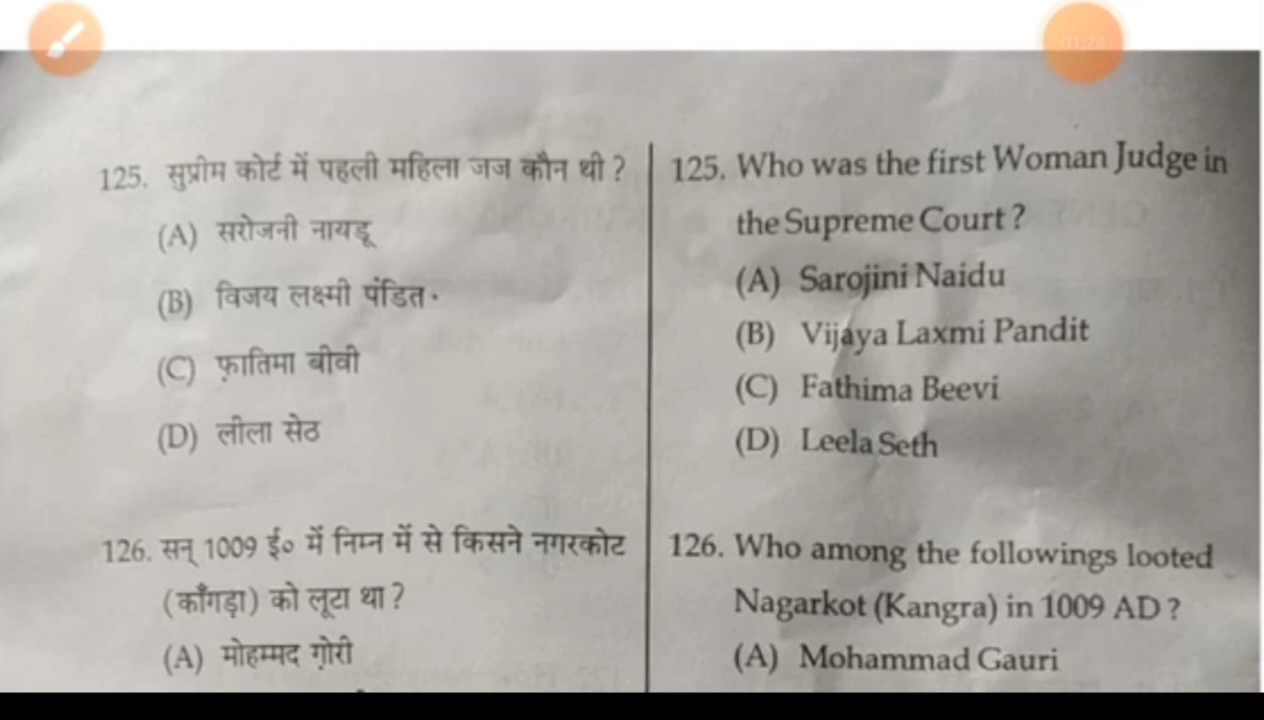 125. सुप्रीम कोर्ट में पहली महिला जज कौन थी ?
(A) सरोजनी नायडू
(B) विजय लक्ष्मी पंडित
(C) फ़ातिमा बीवी
(D) लीला सेठ
126. सन् 1009 ई० में निम्न में से किसने नगरकोट
(काँगड़ा) को लूटा था ?
(A) मोहम्मद ग़ोरी
125. Who was the first Woman Judge in
the Supreme Court ?
(A) Sarojini Naidu
(B) Vijaya Laxmi Pandit
(C) Fathima Beevi
(D) Leela Seth
126. Who among the followings looted
Nagarkot (Kangra) in 1009 AD ?
(A) Mohammad Gauri